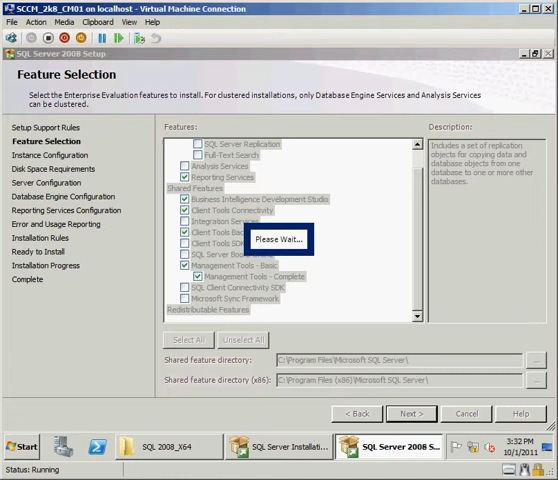 SCCM_2k8_CM01 on localhost - Virtual Machine Connection
File Action Media Clipboard View Help
SQL Server 2008 Setup
Feature Selection
Select the Enterprise Evaluation features to install. For clustered installations, only Database Engine Services and Analysis Services
can be clustered.
Setup Support Rules
Feature Selection
Instance Configuration
Disk Space Requirements
Server Configuration
Database Engine Configuration
Reporting Services Configuration
Error and Usage Reporting
Installation Rules
Ready to Install
Installation Progress
Complete
Features:
SQL Server Replication
Full-Text Search
Analysis Services
Reporting Services
Shared Features
Business Intelligence Development Studio
Client Tools Connectivity
Integration Services
Client Tools Bac
Client Tools SDK
SQL Server Boo
Management Tools - Basic
Management Tools - Complete
SQL Client Connectivity SDK
Microsoft Sync Framework
Redistributable Features
Please Wait...
Description:
Includes a set of replication
objects for copying data and
database objects from one
database to one or more other
databases.
Select All Unselect All
Shared feature directory: C:\Program Files\Microsoft SQL Server\ ...
Shared feature directory (x86): C:\Program Files (x86)\Microsoft SQL Server\ ...
< Back Next > Cancel Help
Start SQL 2008_X64 SQL Server Installati... SQL Server 2008 S... 3:32 PM
10/1/2011
Status: Running